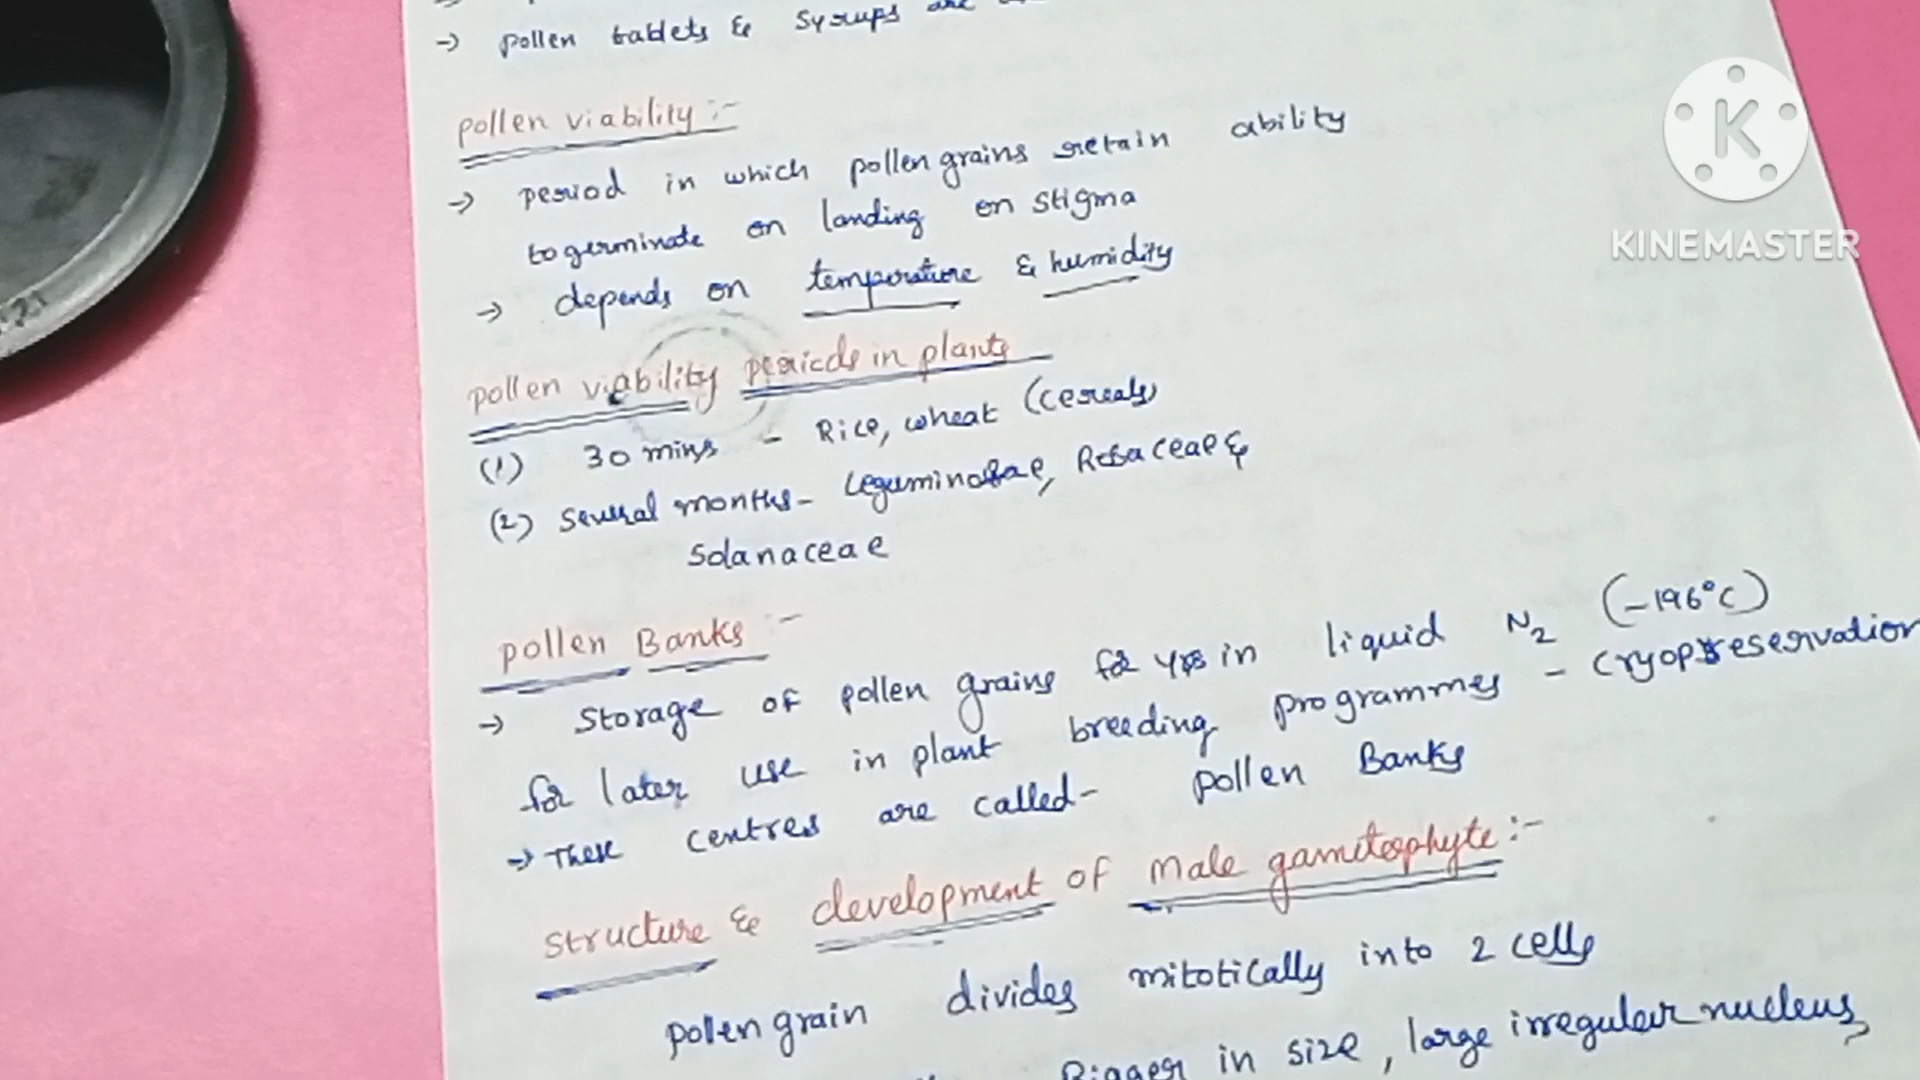 -> pollen tablets & syrups are
pollen viability :-
-> period in which pollen grains retain ability
to germinate on landing on stigma
-> depends on temperature & humidity
pollen viability periods in plants
(1) 30 mins - Rice, wheat (cereals)
(2) Several months - Leguminosae, Rosaceae &
Solanaceae
pollen Banks :-
-> Storage of pollen grains for yrs in liquid N2 (-196°C)
for later use in plant breeding programmes - Cryopreservation
-> These centres are called - pollen Banks
structure & development of Male gametophyte :-
pollen grain divides mitotically into 2 cells
Bigger in size, large irregular nucleus,
K
KINEMASTER